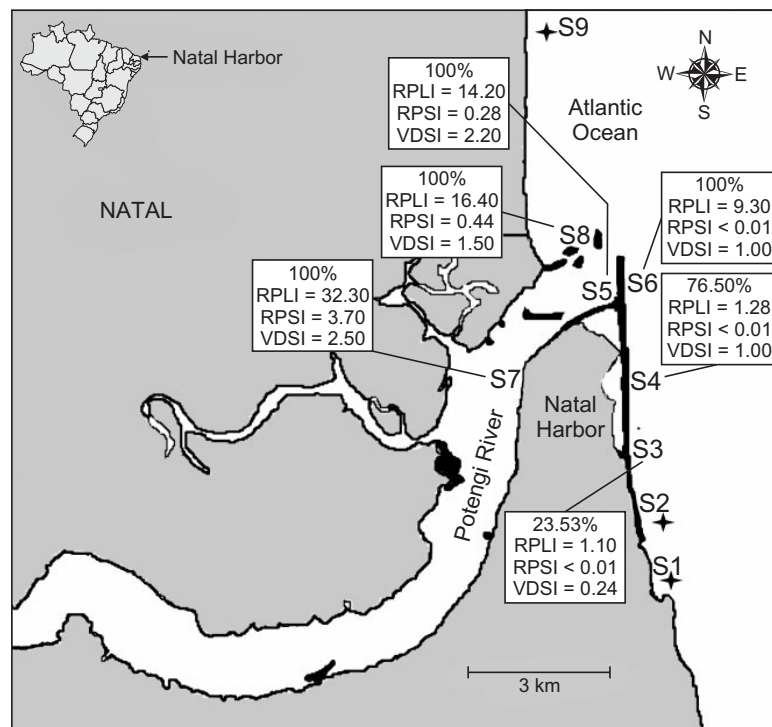 Natal Harbor
S9
N
W
E
S
Atlantic
Ocean
100%
RPLI = 14.20
RPSI = 0.28
VDSI = 2.20
NATAL
100%
RPLI = 16.40
RPSI = 0.44
VDSI = 1.50
S8
100%
RPLI = 9.30
RPSI < 0.01
VDSI = 1.00
100%
RPLI = 32.30
RPSI = 3.70
VDSI = 2.50
S5
S6
76.50%
RPLI = 1.28
RPSI < 0.01
VDSI = 1.00
S7
S4
Natal
Harbor
S3
Potengi River
S2
23.53%
RPLI = 1.10
RPSI < 0.01
VDSI = 0.24
S1
3 km